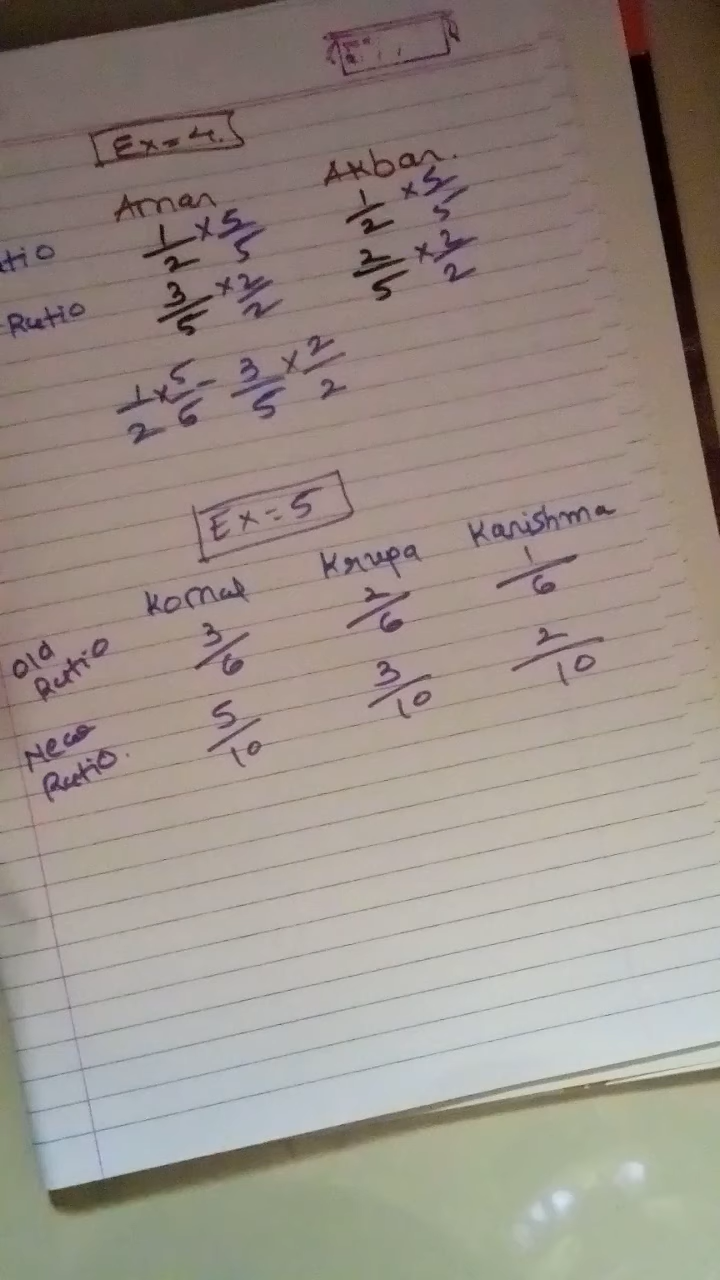 Ex=4.
Aman Akbar.
tio 1/2 ×5/5 1/2 ×5/5
Ratio 3/5 ×2/2 2/5 ×2/2
1/2 ×5/5 - 3/5 ×2/2
Ex=5
Komal Krupa Karishma
Old Ratio 3/6 2/6 1/6
New Ratio. 5/10 3/10 2/10